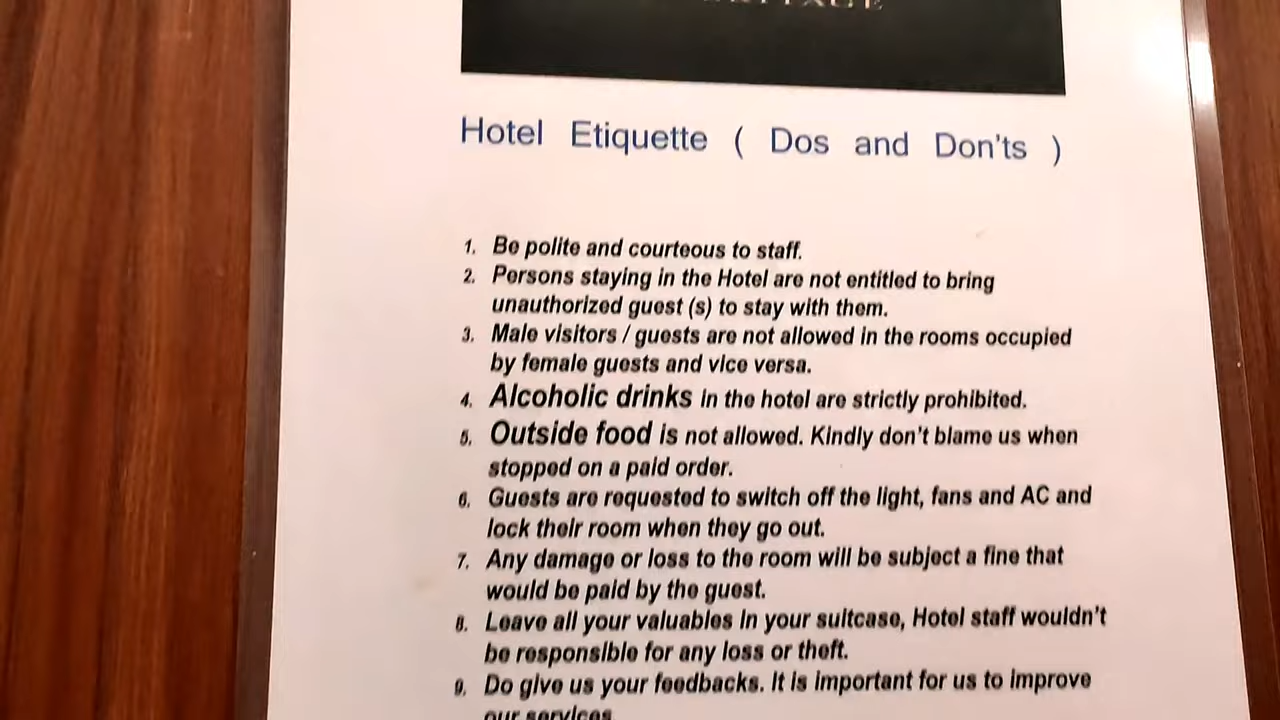 Hotel Etiquette ( Dos and Don'ts )
1. Be polite and courteous to staff.
2. Persons staying in the Hotel are not entitled to bring
unauthorized guest (s) to stay with them.
3. Male visitors / guests are not allowed in the rooms occupied
by female guests and vice versa.
4. Alcoholic drinks in the hotel are strictly prohibited.
5. Outside food is not allowed. Kindly don't blame us when
stopped on a paid order.
6. Guests are requested to switch off the light, fans and AC and
lock their room when they go out.
7. Any damage or loss to the room will be subject a fine that
would be paid by the guest.
8. Leave all your valuables in your suitcase, Hotel staff wouldn't
be responsible for any loss or theft.
9. Do give us your feedbacks. It is important for us to improve
our services